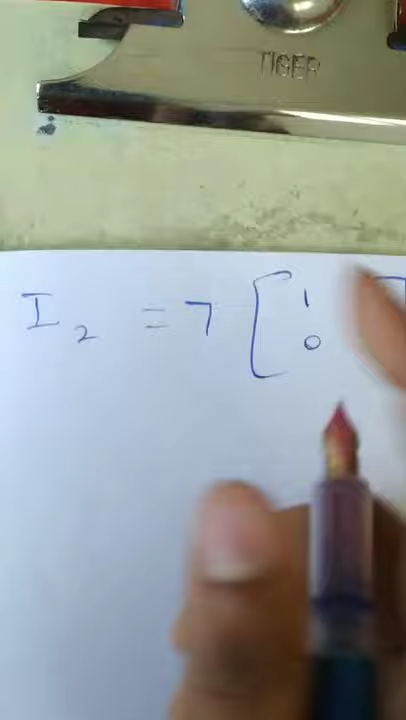 TIGER
I₂ = 7 [ 1
0